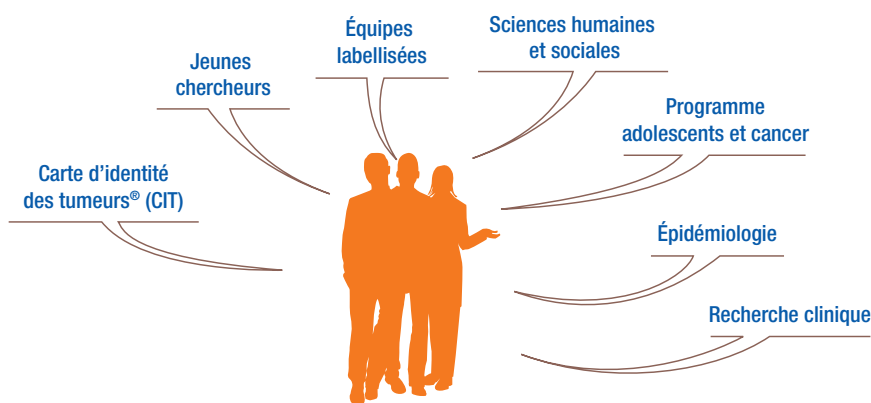 Sciences humaines
et sociales
Équipes
labellisées
Jeunes
chercheurs
Programme
adolescents et cancer
Carte d’identité
des tumeurs® (CIT)
Épidémiologie
Recherche clinique